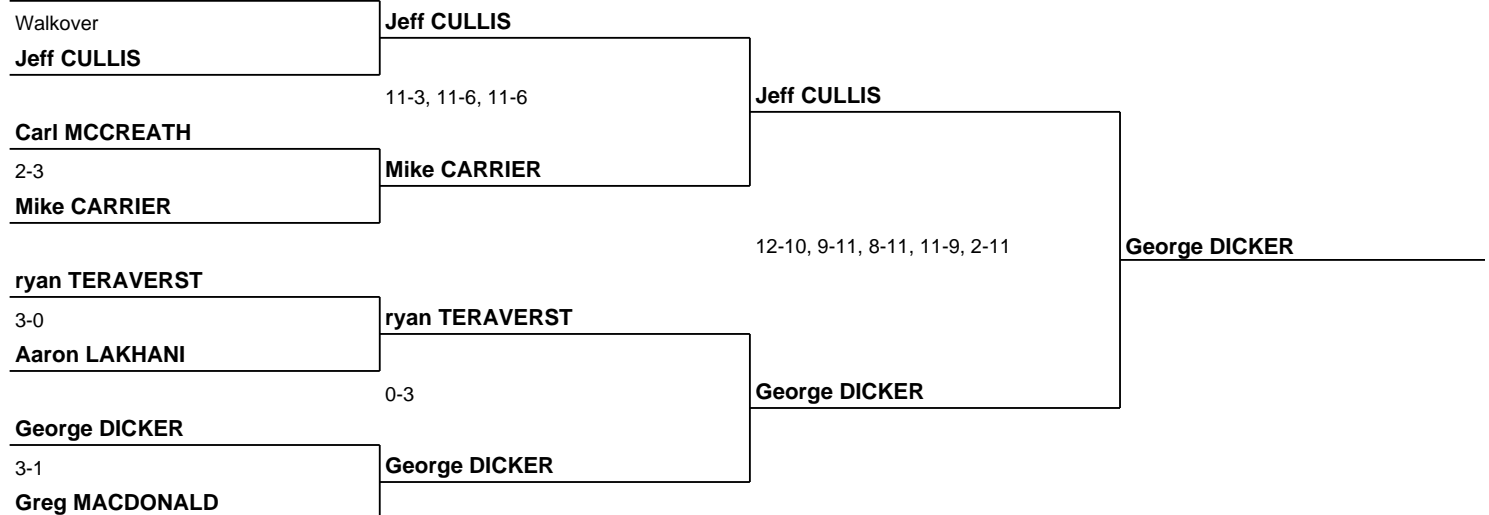 Walkover
Jeff CULLIS
Jeff CULLIS
11-3, 11-6, 11-6
Jeff CULLIS
Carl MCCREATH
2-3
Mike CARRIER
Mike CARRIER
12-10, 9-11, 8-11, 11-9, 2-11
George DICKER
ryan TERAVERST
3-0
ryan TERAVERST
Aaron LAKHANI
0-3
George DICKER
George DICKER
3-1
George DICKER
Greg MACDONALD